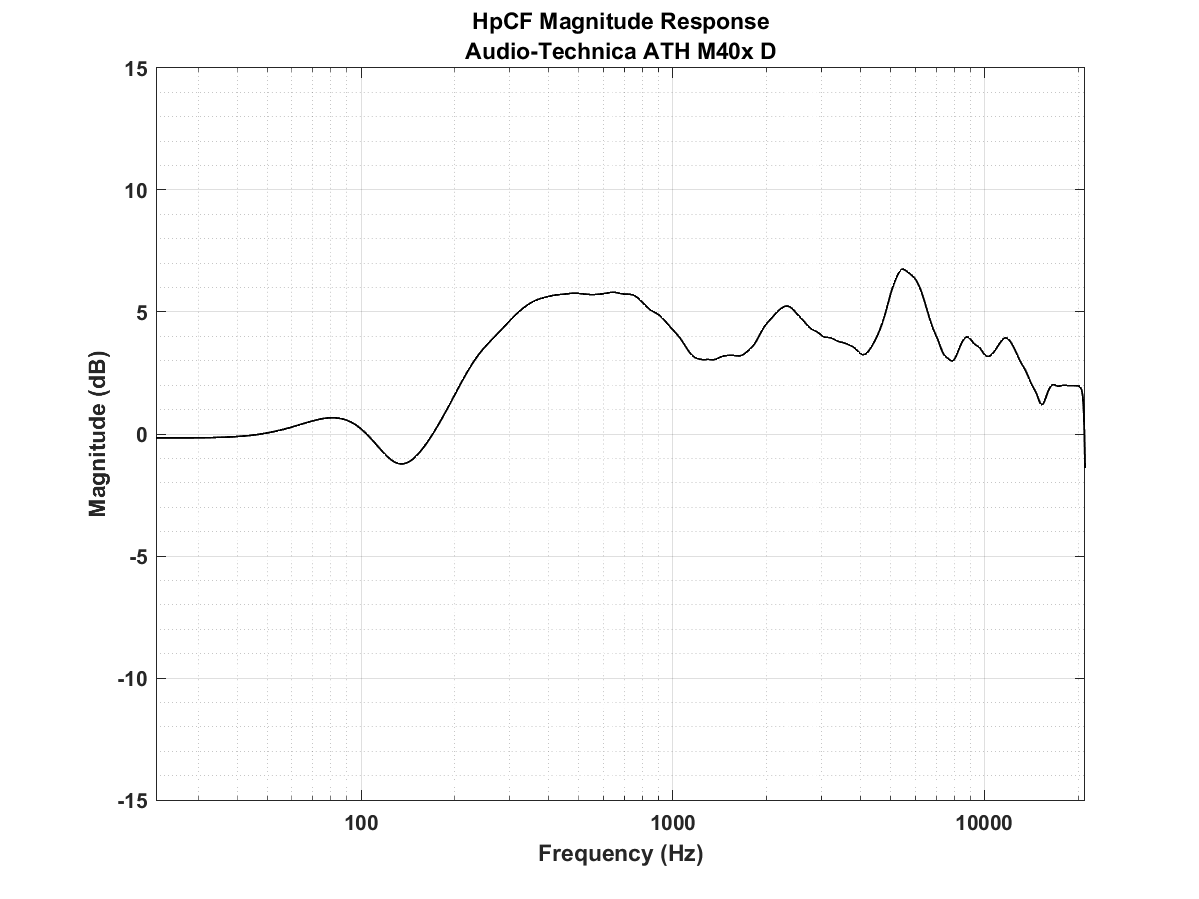 HpCF Magnitude Response
Audio-Technica ATH M40x D
15
10
5
0
-5
-10
-15
Magnitude (dB)
100 1000 10000
Frequency (Hz)